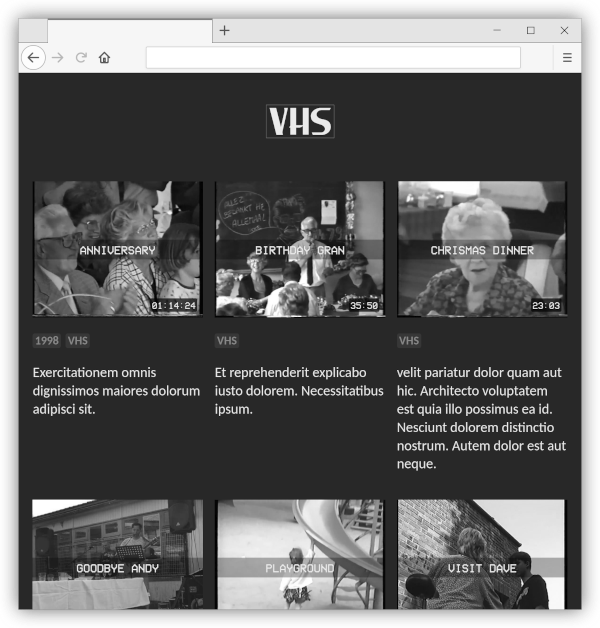 VHS
ANNIVERSARY
01:14:24
BIRTHDAY GRAN
35:50
CHRISMAS DINNER
23:03
1998 VHS
Exercitationem omnis
dignissimos maiores dolorum
adipisci sit.
VHS
Et reprehenderit explicabo
iusto dolorem. Necessitatibus
ipsum.
VHS
velit pariatur dolor quam aut
hic. Architecto voluptatem
est quia illo possimus ea id.
Nesciunt dolorem distinctio
nostrum. Autem dolor est aut
neque.
GOODBYE ANDY
PLAYGROUND
VISIT DAVE